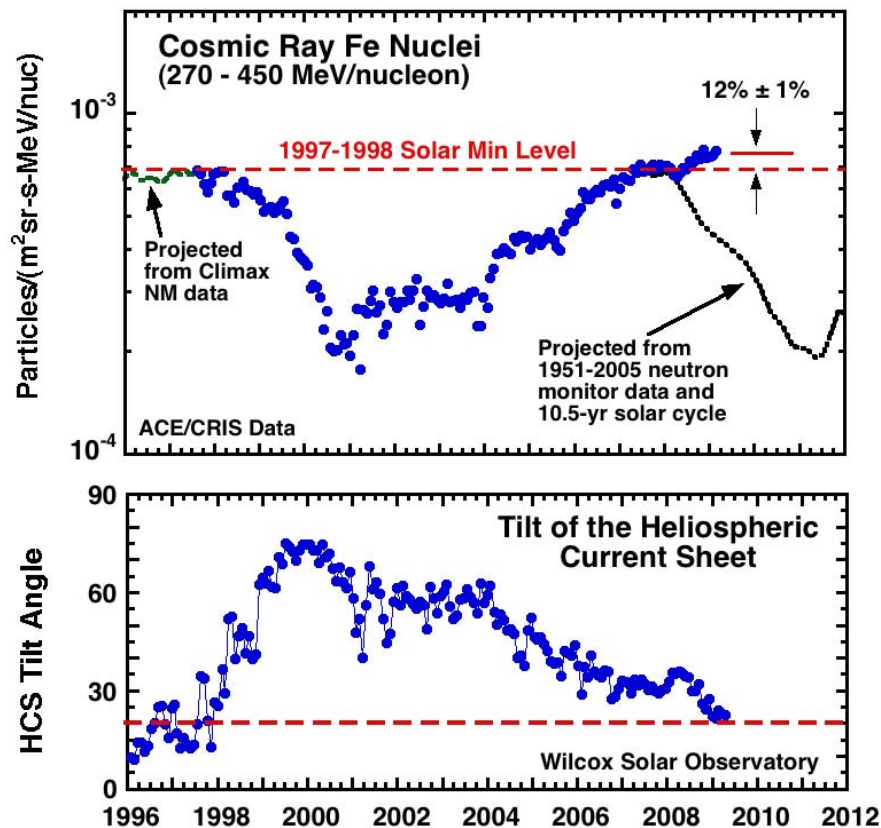 Cosmic Ray Fe Nuclei
(270 - 450 MeV/nucleon)
12% ± 1%
10⁻³
1997-1998 Solar Min Level
Particles/(m²sr-s-MeV/nuc)
Projected
from Climax
NM data
Projected from
1951-2005 neutron
monitor data and
10.5-yr solar cycle
ACE/CRIS Data
10⁻⁴
90
Tilt of the Heliospheric
Current Sheet
60
HCS Tilt Angle
30
Wilcox Solar Observatory
0
1996 1998 2000 2002 2004 2006 2008 2010 2012